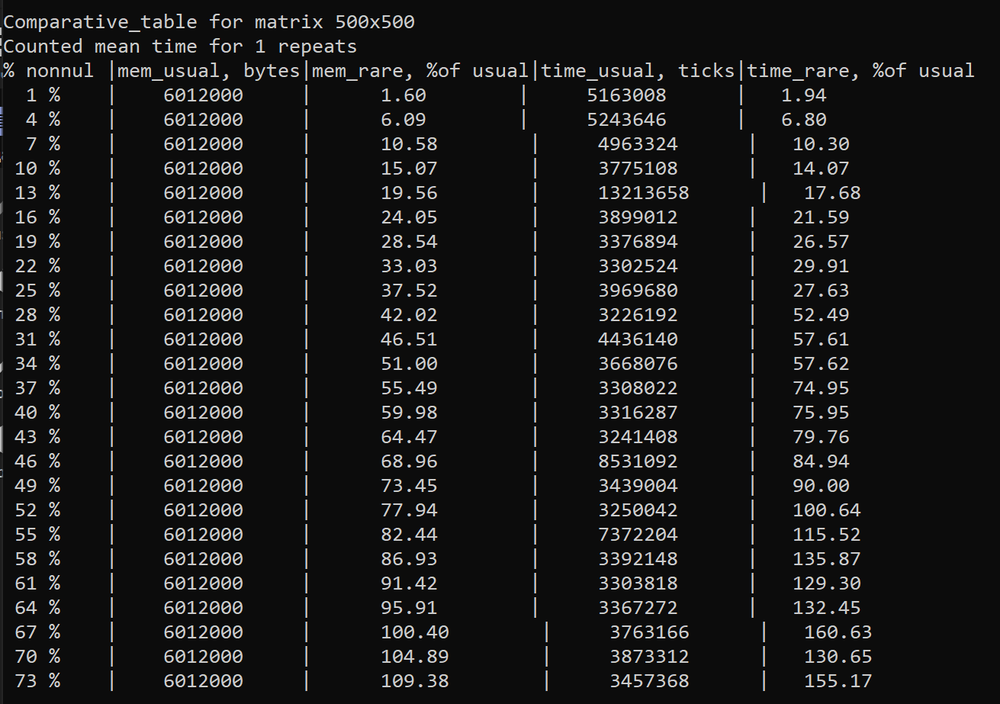 Comparative_table for matrix 500x500
Counted mean time for 1 repeats
% nonnul |mem_usual, bytes|mem_rare, %of usual|time_usual, ticks|time_rare, %of usual
1 % | 6012000 | 1.60 | 5163008 | 1.94
4 % | 6012000 | 6.09 | 5243646 | 6.80
7 % | 6012000 | 10.58 | 4963324 | 10.30
10 % | 6012000 | 15.07 | 3775108 | 14.07
13 % | 6012000 | 19.56 | 13213658 | 17.68
16 % | 6012000 | 24.05 | 3899012 | 21.59
19 % | 6012000 | 28.54 | 3376894 | 26.57
22 % | 6012000 | 33.03 | 3302524 | 29.91
25 % | 6012000 | 37.52 | 3969680 | 27.63
28 % | 6012000 | 42.02 | 3226192 | 52.49
31 % | 6012000 | 46.51 | 4436140 | 57.61
34 % | 6012000 | 51.00 | 3668076 | 57.62
37 % | 6012000 | 55.49 | 3308022 | 74.95
40 % | 6012000 | 59.98 | 3316287 | 75.95
43 % | 6012000 | 64.47 | 3241408 | 79.76
46 % | 6012000 | 68.96 | 8531092 | 84.94
49 % | 6012000 | 73.45 | 3439004 | 90.00
52 % | 6012000 | 77.94 | 3250042 | 100.64
55 % | 6012000 | 82.44 | 7372204 | 115.52
58 % | 6012000 | 86.93 | 3392148 | 135.87
61 % | 6012000 | 91.42 | 3303818 | 129.30
64 % | 6012000 | 95.91 | 3367272 | 132.45
67 % | 6012000 | 100.40 | 3763166 | 160.63
70 % | 6012000 | 104.89 | 3873312 | 130.65
73 % | 6012000 | 109.38 | 3457368 | 155.17